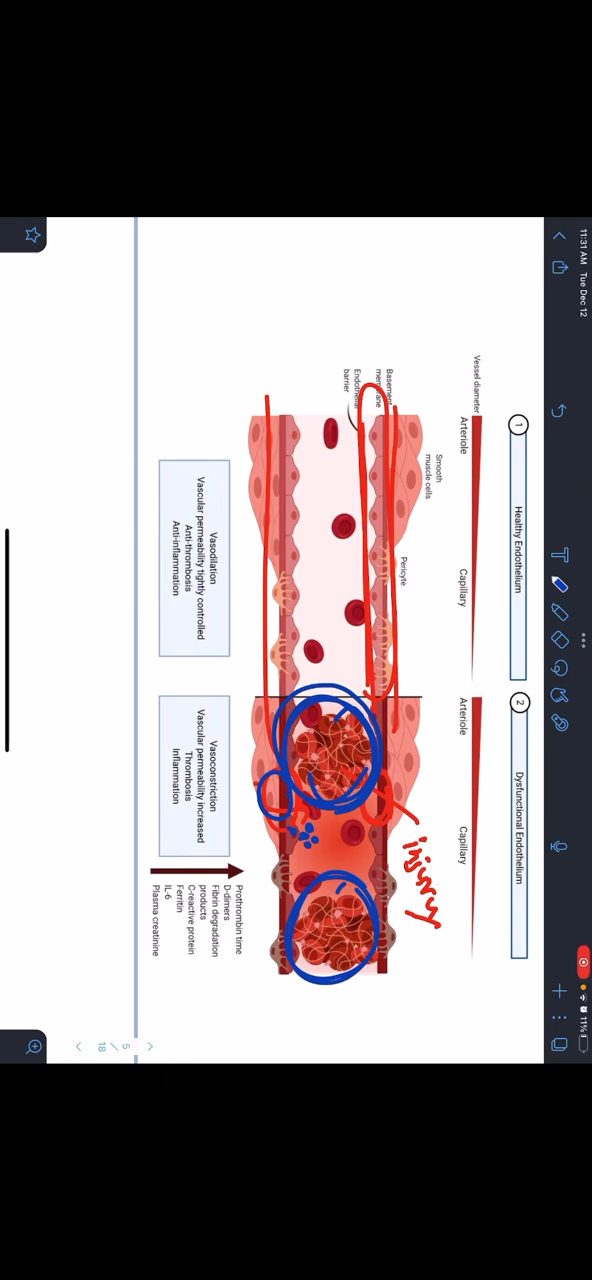 11:31 AM Tue Dec 12
11%
1
Healthy Endothelium
2
Dysfunctional Endothelium
Vessel diameter
Arteriole
Capillary
Arteriole
Capillary
Smooth
muscle cells
Pericyte
Basement
membrane
Endothelial
barrier
injury
Vasodilation
Vascular permeability tightly controlled
Anti-thrombosis
Anti-inflammation
Vasoconstriction
Vascular permeability increased
Thrombosis
Inflammation
Prothrombin time
D-dimers
Fibrin degradation
products
C-reactive protein
Ferritin
IL-6
Plasma creatinine
5 / 18